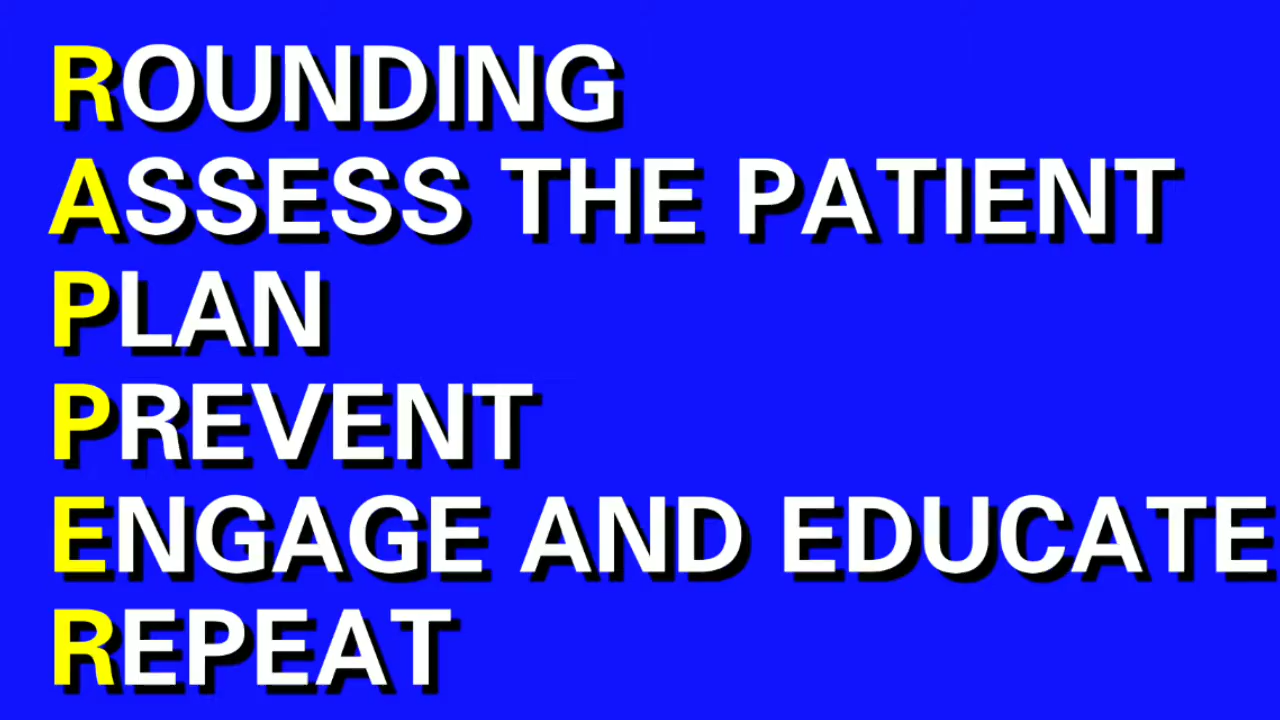 ROUNDING
ASSESS THE PATIENT
PLAN
PREVENT
ENGAGE AND EDUCATE
REPEAT